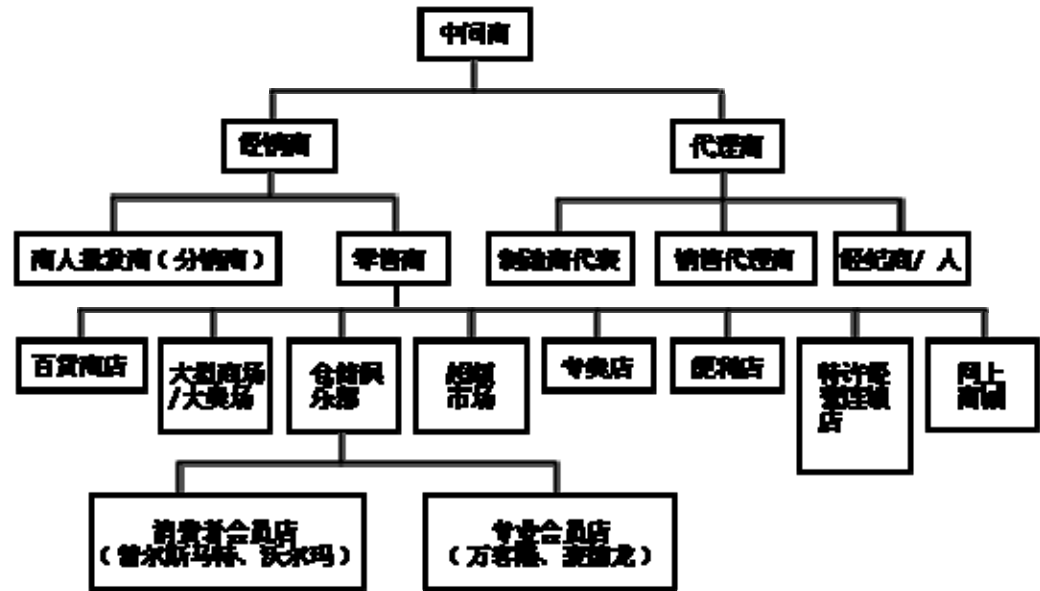 中间商
经销商
代理商
商人批发商（分销商）
零售商
制造商代表
销售代理商
经纪商/ 人
百货商店
大型商场
/大卖场
仓储俱
乐部
超级
市场
专卖店
便利店
特许经
营连锁
店
网上
商铺
消费者会员店
（普尔斯马特、沃尔玛）
专业会员店
（万客隆、麦德龙）